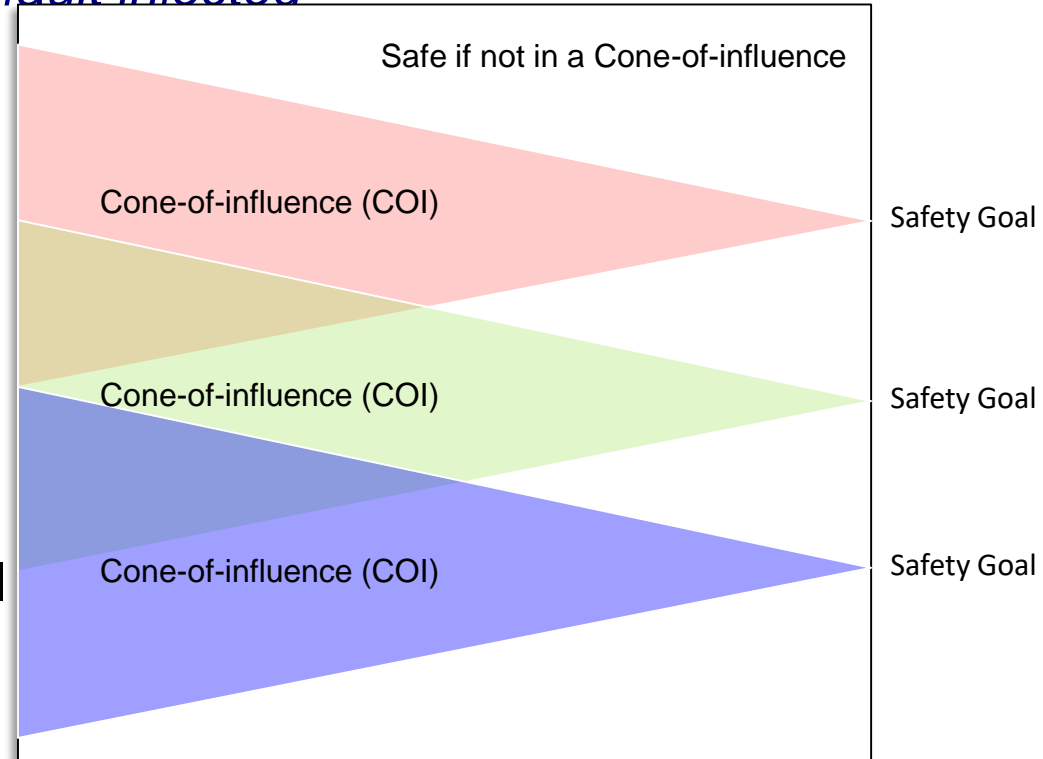 Safe if not in a Cone-of-influence
Cone-of-influence (COI)
Safety Goal
Cone-of-influence (COI)
Safety Goal
Cone-of-influence (COI)
Safety Goal